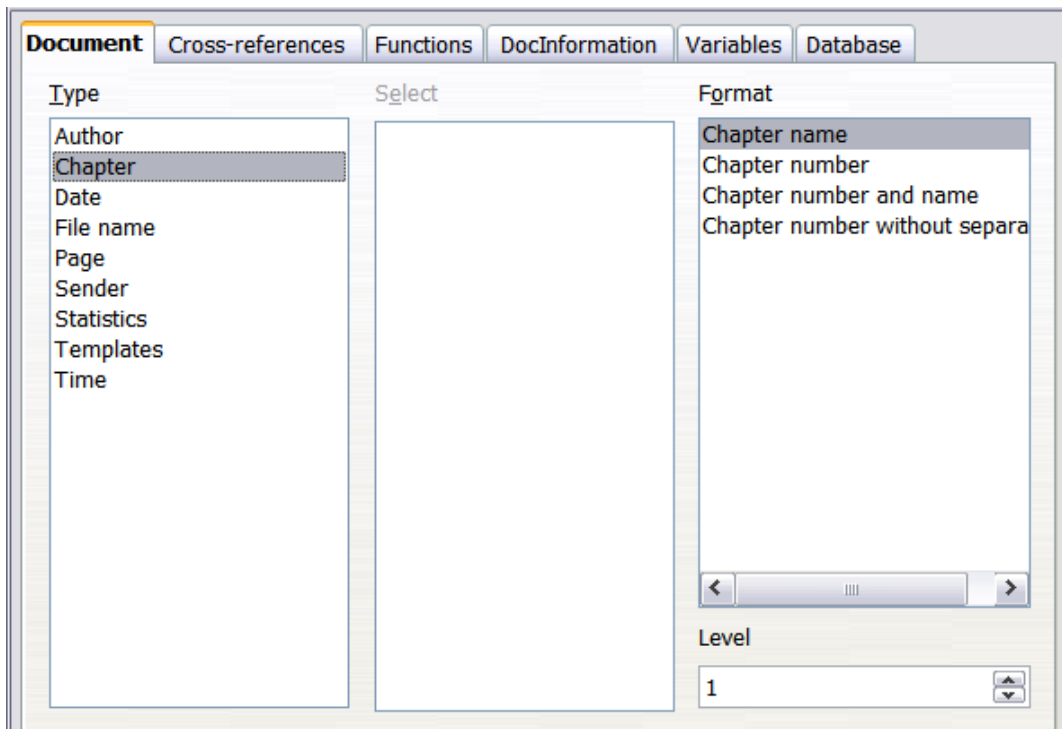 Document Cross-references Functions DocInformation Variables Database
Type
Author
Chapter
Date
File name
Page
Sender
Statistics
Templates
Time
Select
Format
Chapter name
Chapter number
Chapter number and name
Chapter number without separa
Level
1